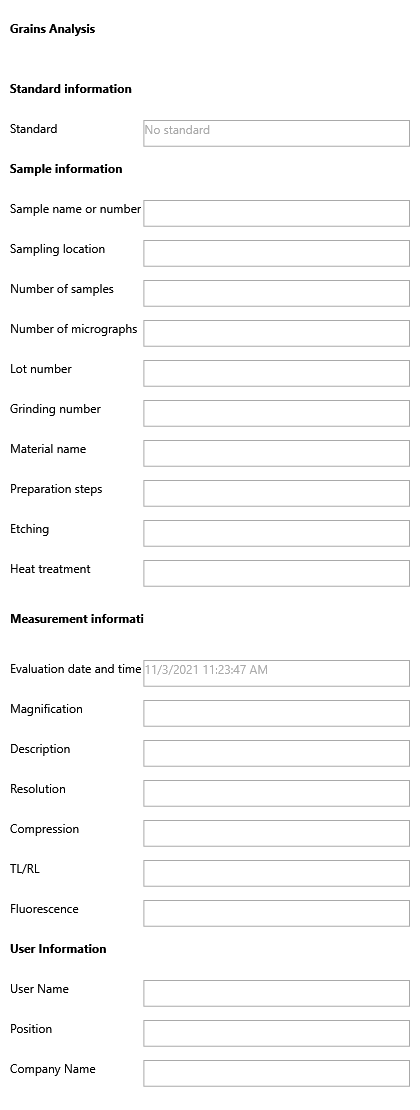 Grains Analysis
Standard information
Standard No standard
Sample information
Sample name or number
Sampling location
Number of samples
Number of micrographs
Lot number
Grinding number
Material name
Preparation steps
Etching
Heat treatment
Measurement informati
Evaluation date and time 11/3/2021 11:23:47 AM
Magnification
Description
Resolution
Compression
TL/RL
Fluorescence
User Information
User Name
Position
Company Name